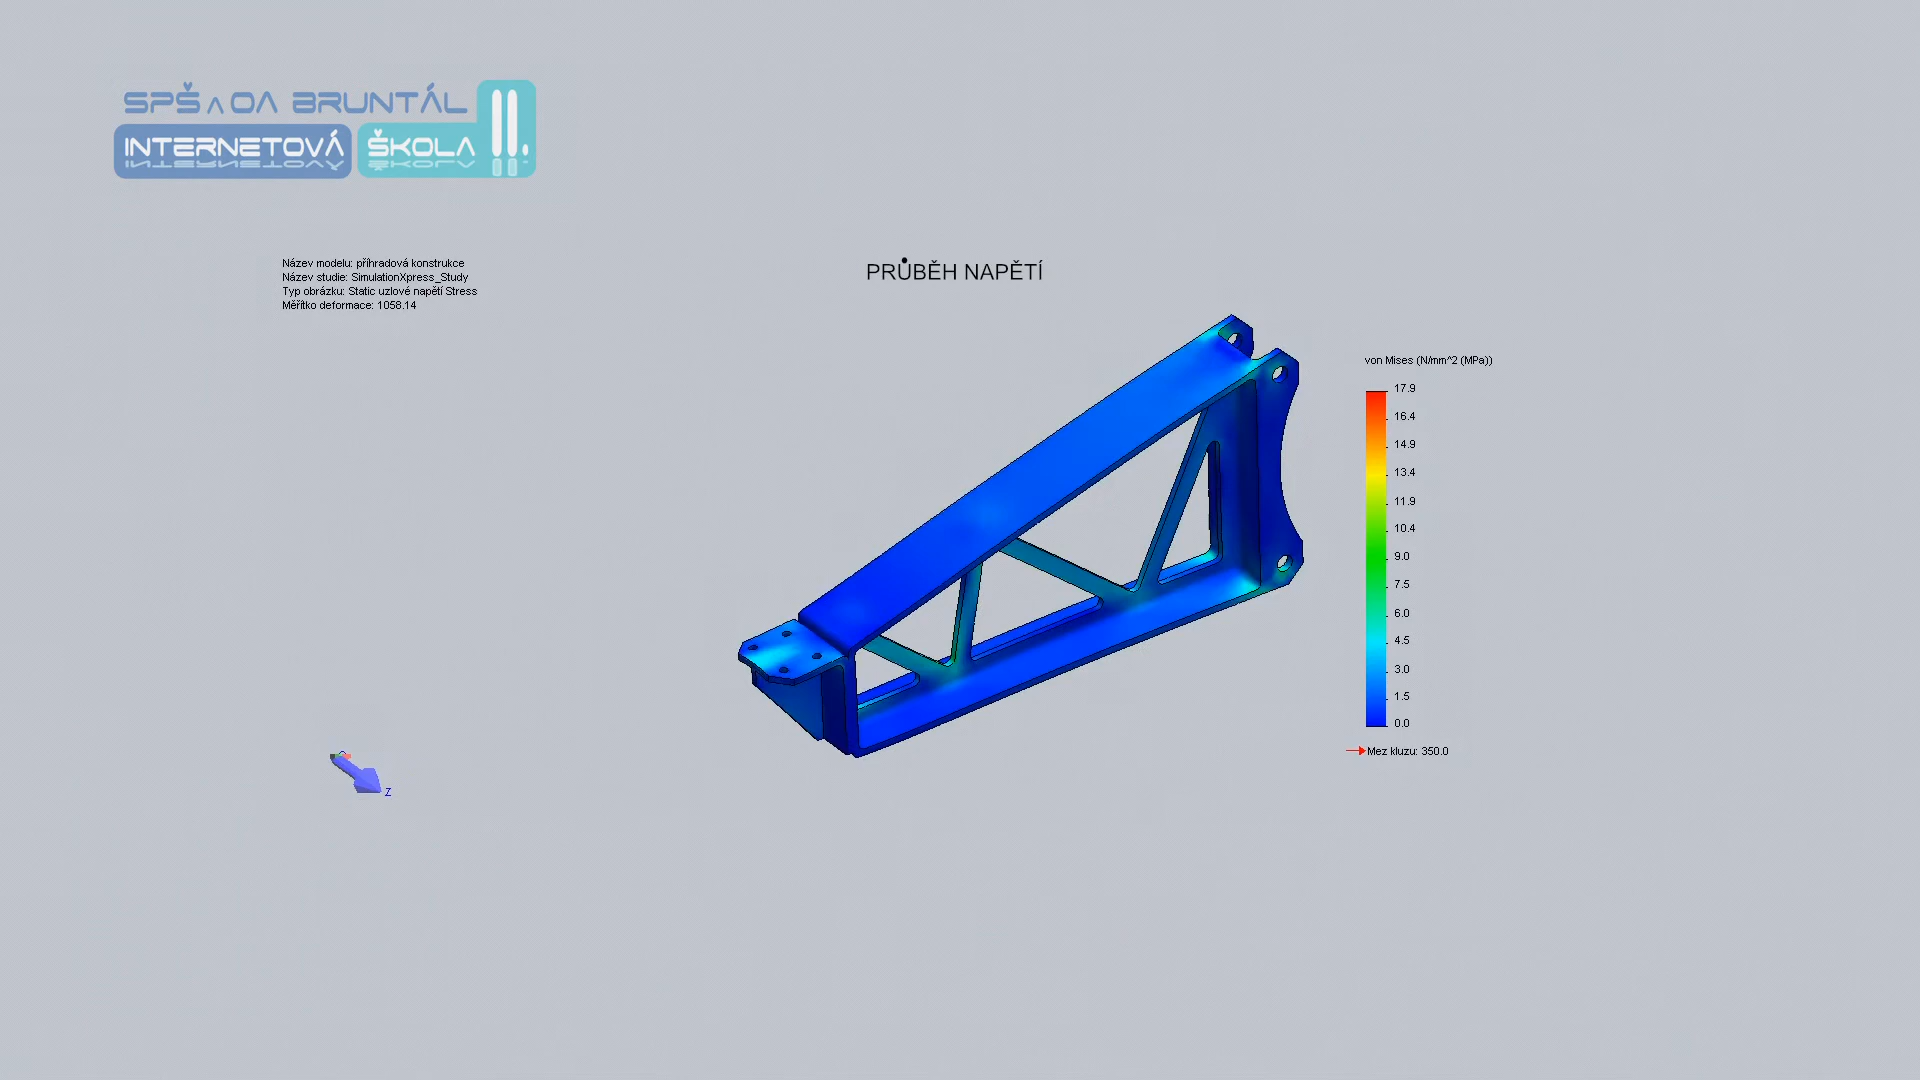 SPŠ A OA BRUNTÁL
INTERNETOVÁ ŠKOLA II.
Název modelu: příhradová konstrukce
Název studie: SimulationXpress_Study
Typ obrázku: Static uzlové napětí Stress
Měřítko deformace: 1058.14
PRŮBĚH NAPĚTÍ
von Mises (N/mm^2 (MPa))
17.9
16.4
14.9
13.4
11.9
10.4
9.0
7.5
6.0
4.5
3.0
1.5
0.0
Mez kluzu: 350.0
Z